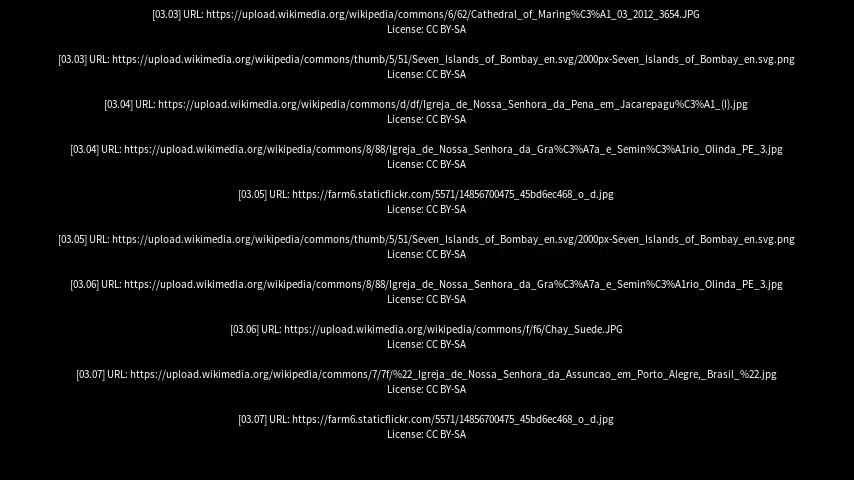 [03.03] URL: https://upload.wikimedia.org/wikipedia/commons/6/62/Cathedral_of_Maring%C3%A1_03_2012_3654.JPG
License: CC BY-SA
[03.03] URL: https://upload.wikimedia.org/wikipedia/commons/thumb/5/51/Seven_Islands_of_Bombay_en.svg/2000px-Seven_Islands_of_Bombay_en.svg.png
License: CC BY-SA
[03.04] URL: https://upload.wikimedia.org/wikipedia/commons/d/df/Igreja_de_Nossa_Senhora_da_Pena_em_Jacarepagu%C3%A1_(I).jpg
License: CC BY-SA
[03.04] URL: https://upload.wikimedia.org/wikipedia/commons/8/88/Igreja_de_Nossa_Senhora_da_Gra%C3%A7a_e_Semin%C3%A1rio_Olinda_PE_3.jpg
License: CC BY-SA
[03.05] URL: https://farm6.staticflickr.com/5571/14856700475_45bd6ec468_o_d.jpg
License: CC BY-SA
[03.05] URL: https://upload.wikimedia.org/wikipedia/commons/thumb/5/51/Seven_Islands_of_Bombay_en.svg/2000px-Seven_Islands_of_Bombay_en.svg.png
License: CC BY-SA
[03.06] URL: https://upload.wikimedia.org/wikipedia/commons/8/88/Igreja_de_Nossa_Senhora_da_Gra%C3%A7a_e_Semin%C3%A1rio_Olinda_PE_3.jpg
License: CC BY-SA
[03.06] URL: https://upload.wikimedia.org/wikipedia/commons/f/f6/Chay_Suede.JPG
License: CC BY-SA
[03.07] URL: https://upload.wikimedia.org/wikipedia/commons/7/7f/%22_Igreja_de_Nossa_Senhora_da_Assuncao_em_Porto_Alegre,_Brasil_%22.jpg
License: CC BY-SA
[03.07] URL: https://farm6.staticflickr.com/5571/14856700475_45bd6ec468_o_d.jpg
License: CC BY-SA